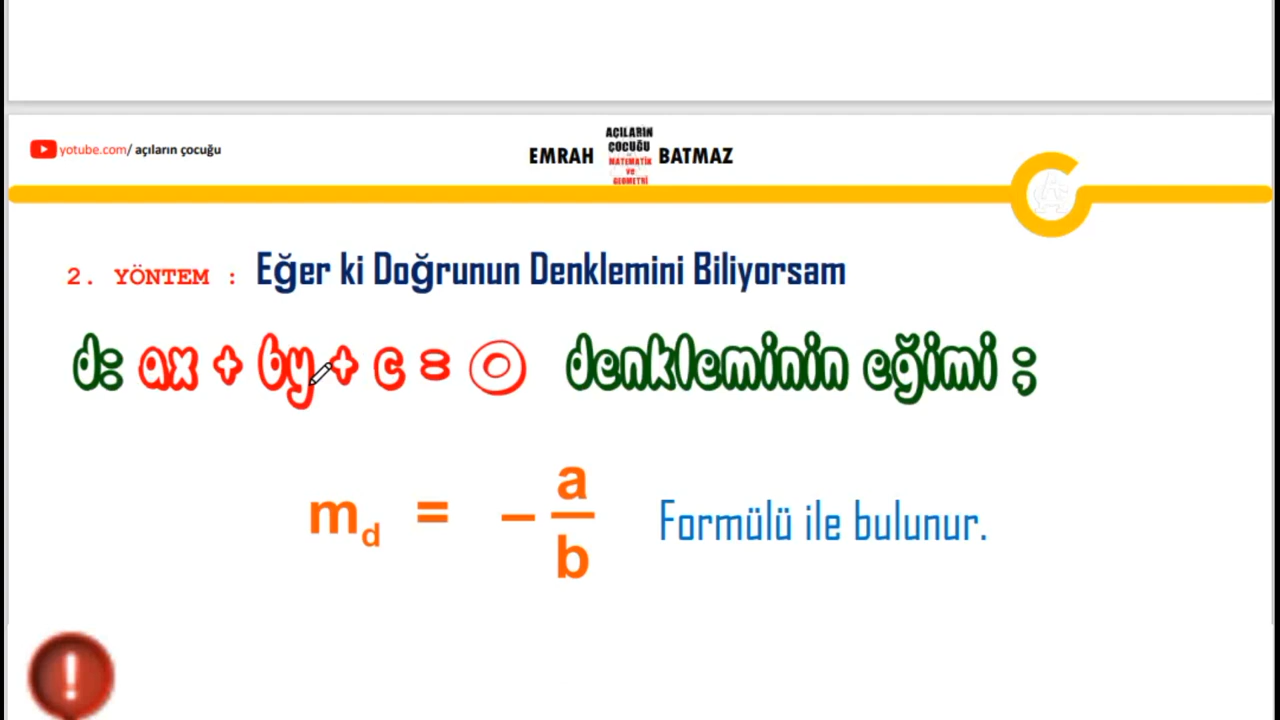 yotube.com/ açıların çocuğu
EMRAH AÇILARIN ÇOCUĞU MATEMATİK ve GEOMETRİ BATMAZ
2. YÖNTEM : Eğer ki Doğrunun Denklemini Biliyorsam
d: ax + by + c = 0 denkleminin eğimi ;
m_d = - a/b Formülü ile bulunur.
!